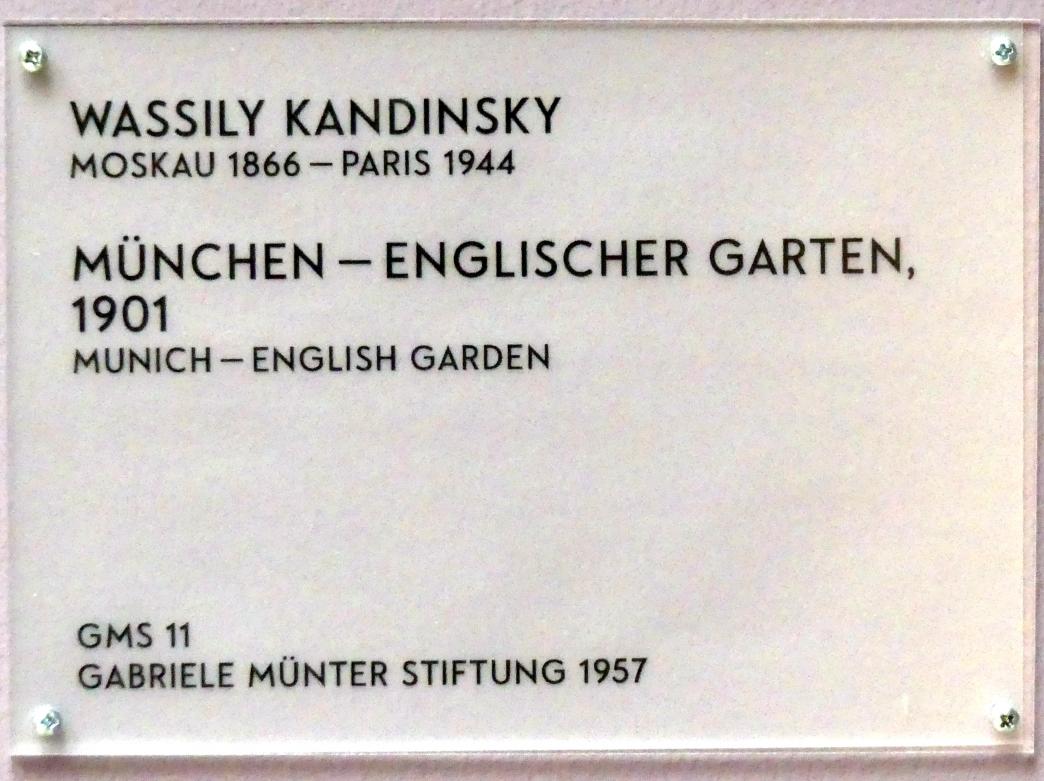 WASSILY KANDINSKY
MOSKAU 1866 – PARIS 1944
MÜNCHEN – ENGLISCHER GARTEN,
1901
MUNICH – ENGLISH GARDEN
GMS 11
GABRIELE MÜNTER STIFTUNG 1957